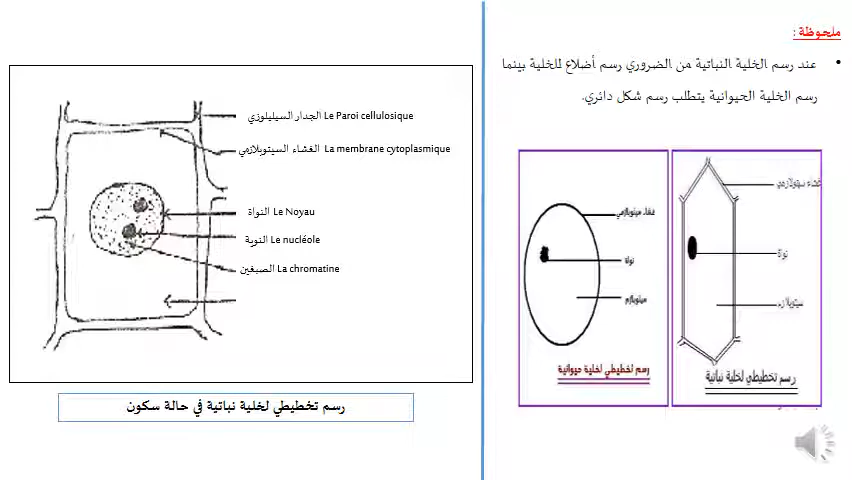 ملحوظة :
• عند رسم الخلية النباتية من الضروري رسم أضلاع للخلية بينما
رسم الخلية الحيوانية يتطلب رسم شكل دائري.
غشاء سيتوبلازمي
نواة
سيتوبلازم
رسم تخطيطي لخلية نباتية
غشاء سيتوبلازمي
نواة
سيتوبلازم
رسم تخطيطي لخلية حيوانية
الجدار السيليلوزي Le Paroi cellulosique
الغشاء السيتوبلازمي La membrane cytoplasmique
النواة Le Noyau
النوية Le nucléole
الصبغين La chromatine
رسم تخطيطي لخلية نباتية في حالة سكون